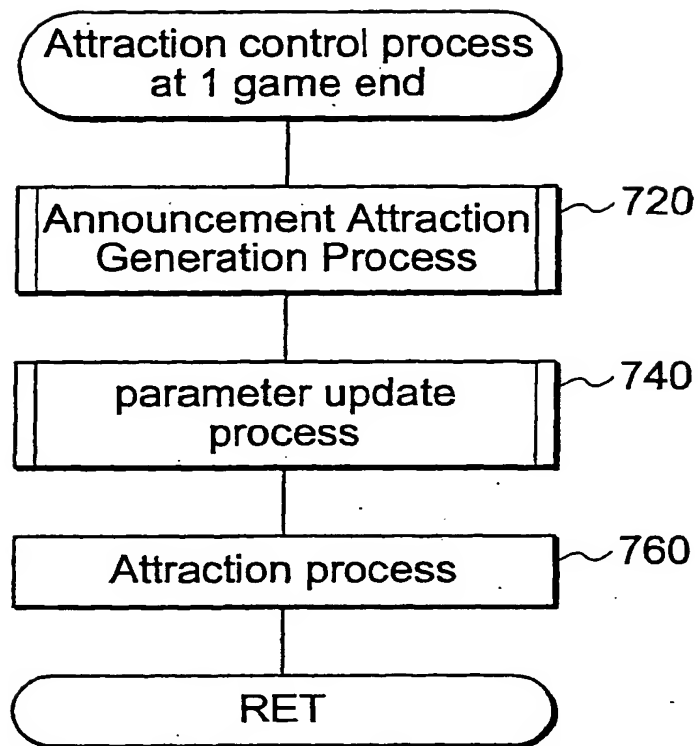 Attraction control process
at 1 game end
Announcement Attraction
Generation Process
720
parameter update
process
740
Attraction process
760
RET